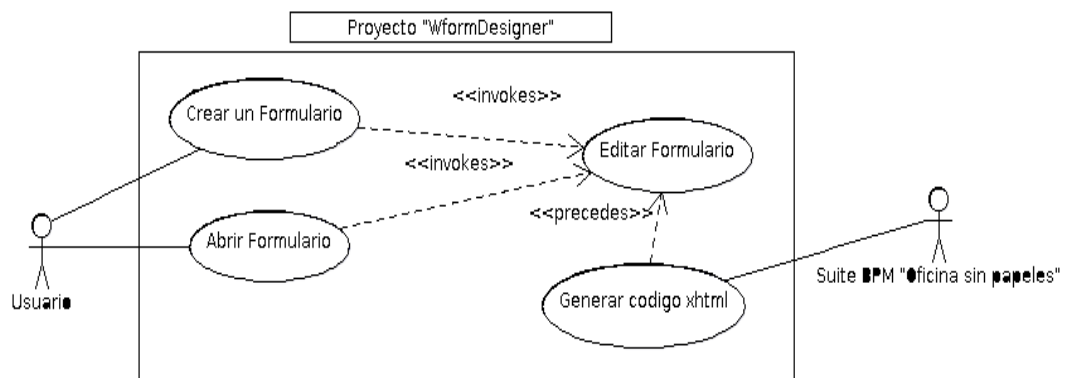 Proyecto "WformDesigner"
<<invokes>>
Crear un Formulario
Editar Formulario
<<invokes>>
<<precedes>>
Abrir Formulario
Suite BPM "Oficina sin papeles"
Usuario
Generar codigo xhtml